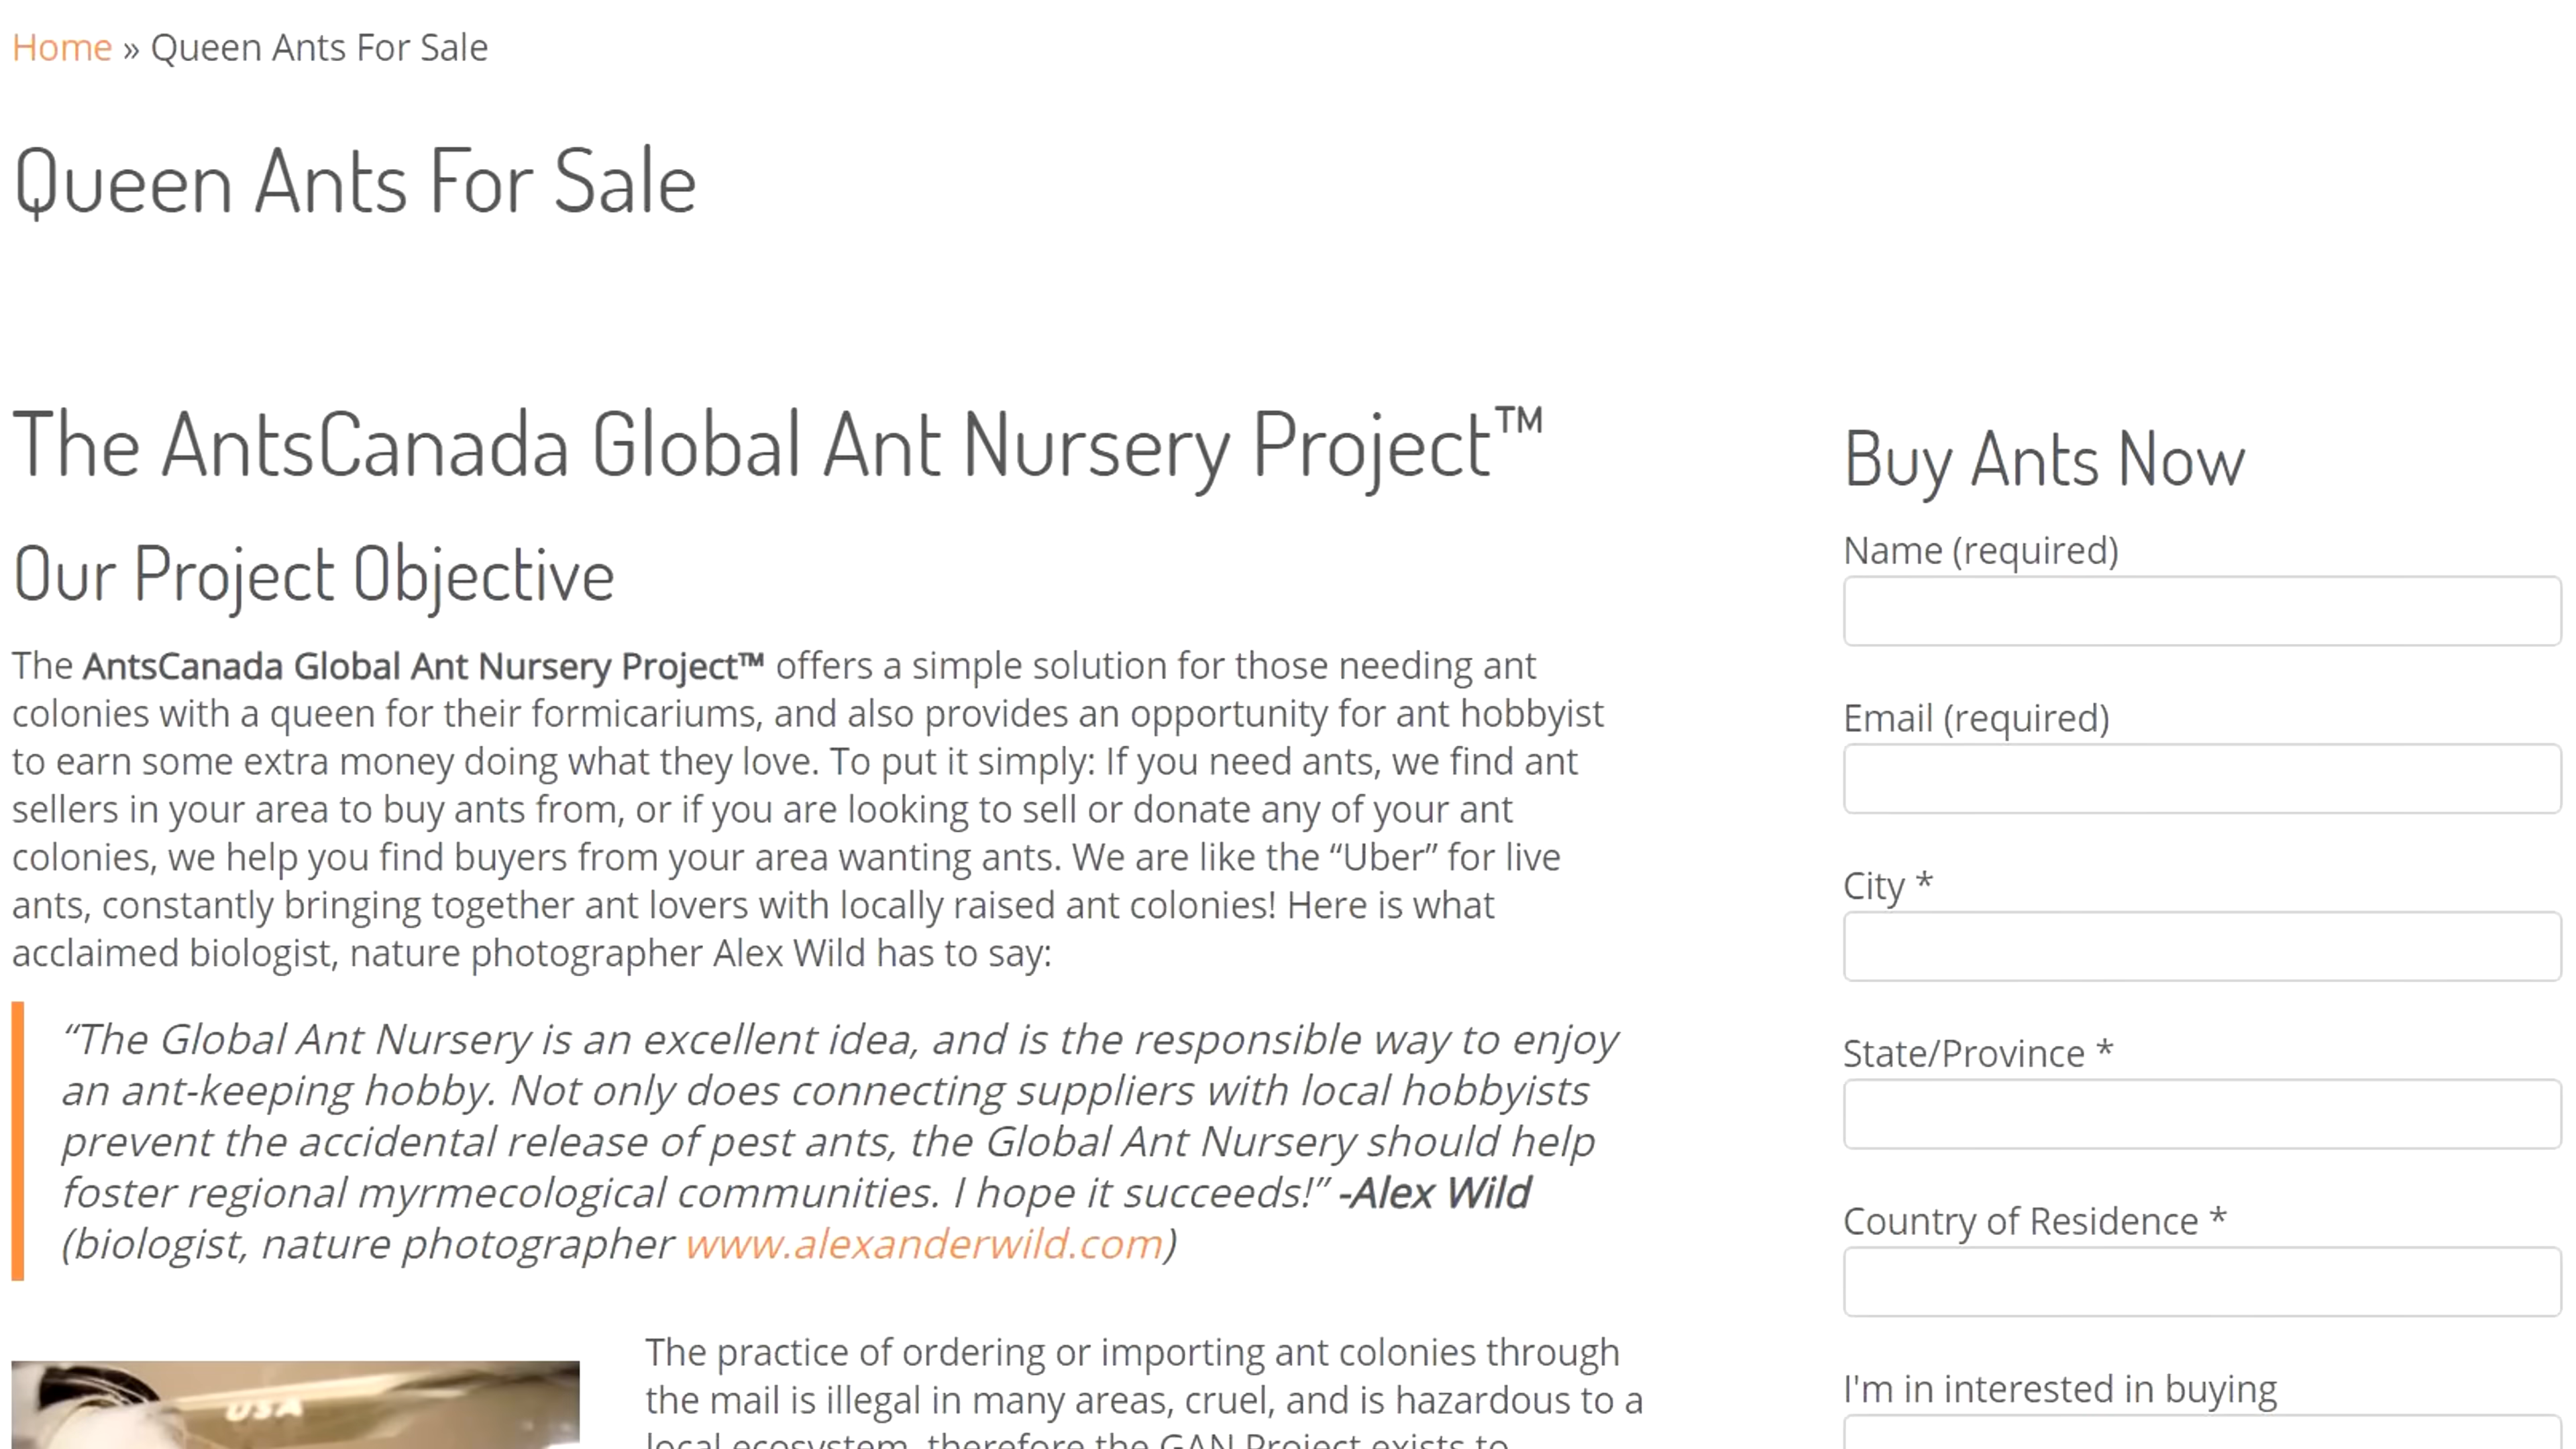 Home » Queen Ants For Sale
Queen Ants For Sale
The AntsCanada Global Ant Nursery Project™
Our Project Objective
The AntsCanada Global Ant Nursery Project™ offers a simple solution for those needing ant
colonies with a queen for their formicariums, and also provides an opportunity for ant hobbyist
to earn some extra money doing what they love. To put it simply: If you need ants, we find ant
sellers in your area to buy ants from, or if you are looking to sell or donate any of your ant
colonies, we help you find buyers from your area wanting ants. We are like the “Uber” for live
ants, constantly bringing together ant lovers with locally raised ant colonies! Here is what
acclaimed biologist, nature photographer Alex Wild has to say:
“The Global Ant Nursery is an excellent idea, and is the responsible way to enjoy
an ant-keeping hobby. Not only does connecting suppliers with local hobbyists
prevent the accidental release of pest ants, the Global Ant Nursery should help
foster regional myrmecological communities. I hope it succeeds!” -Alex Wild
(biologist, nature photographer www.alexanderwild.com)
USA
The practice of ordering or importing ant colonies through
the mail is illegal in many areas, cruel, and is hazardous to a
local ecosystem, therefore the GAN Project exists to
Buy Ants Now
Name (required)
Email (required)
City *
State/Province *
Country of Residence *
I'm in interested in buying